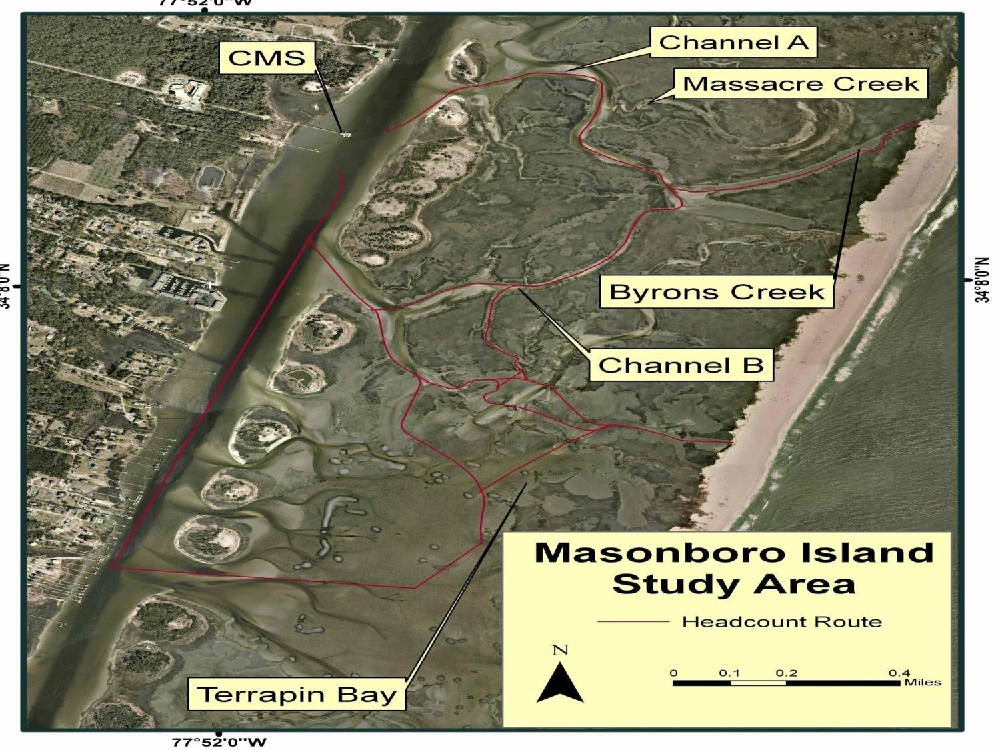 77°52'0"W
CMS
Channel A
Massacre Creek
34°8'0"N
34°8'0"N
Byrons Creek
Channel B
Masonboro Island
Study Area
Headcount Route
N
0 0.1 0.2 0.4
Miles
Terrapin Bay
77°52'0"W